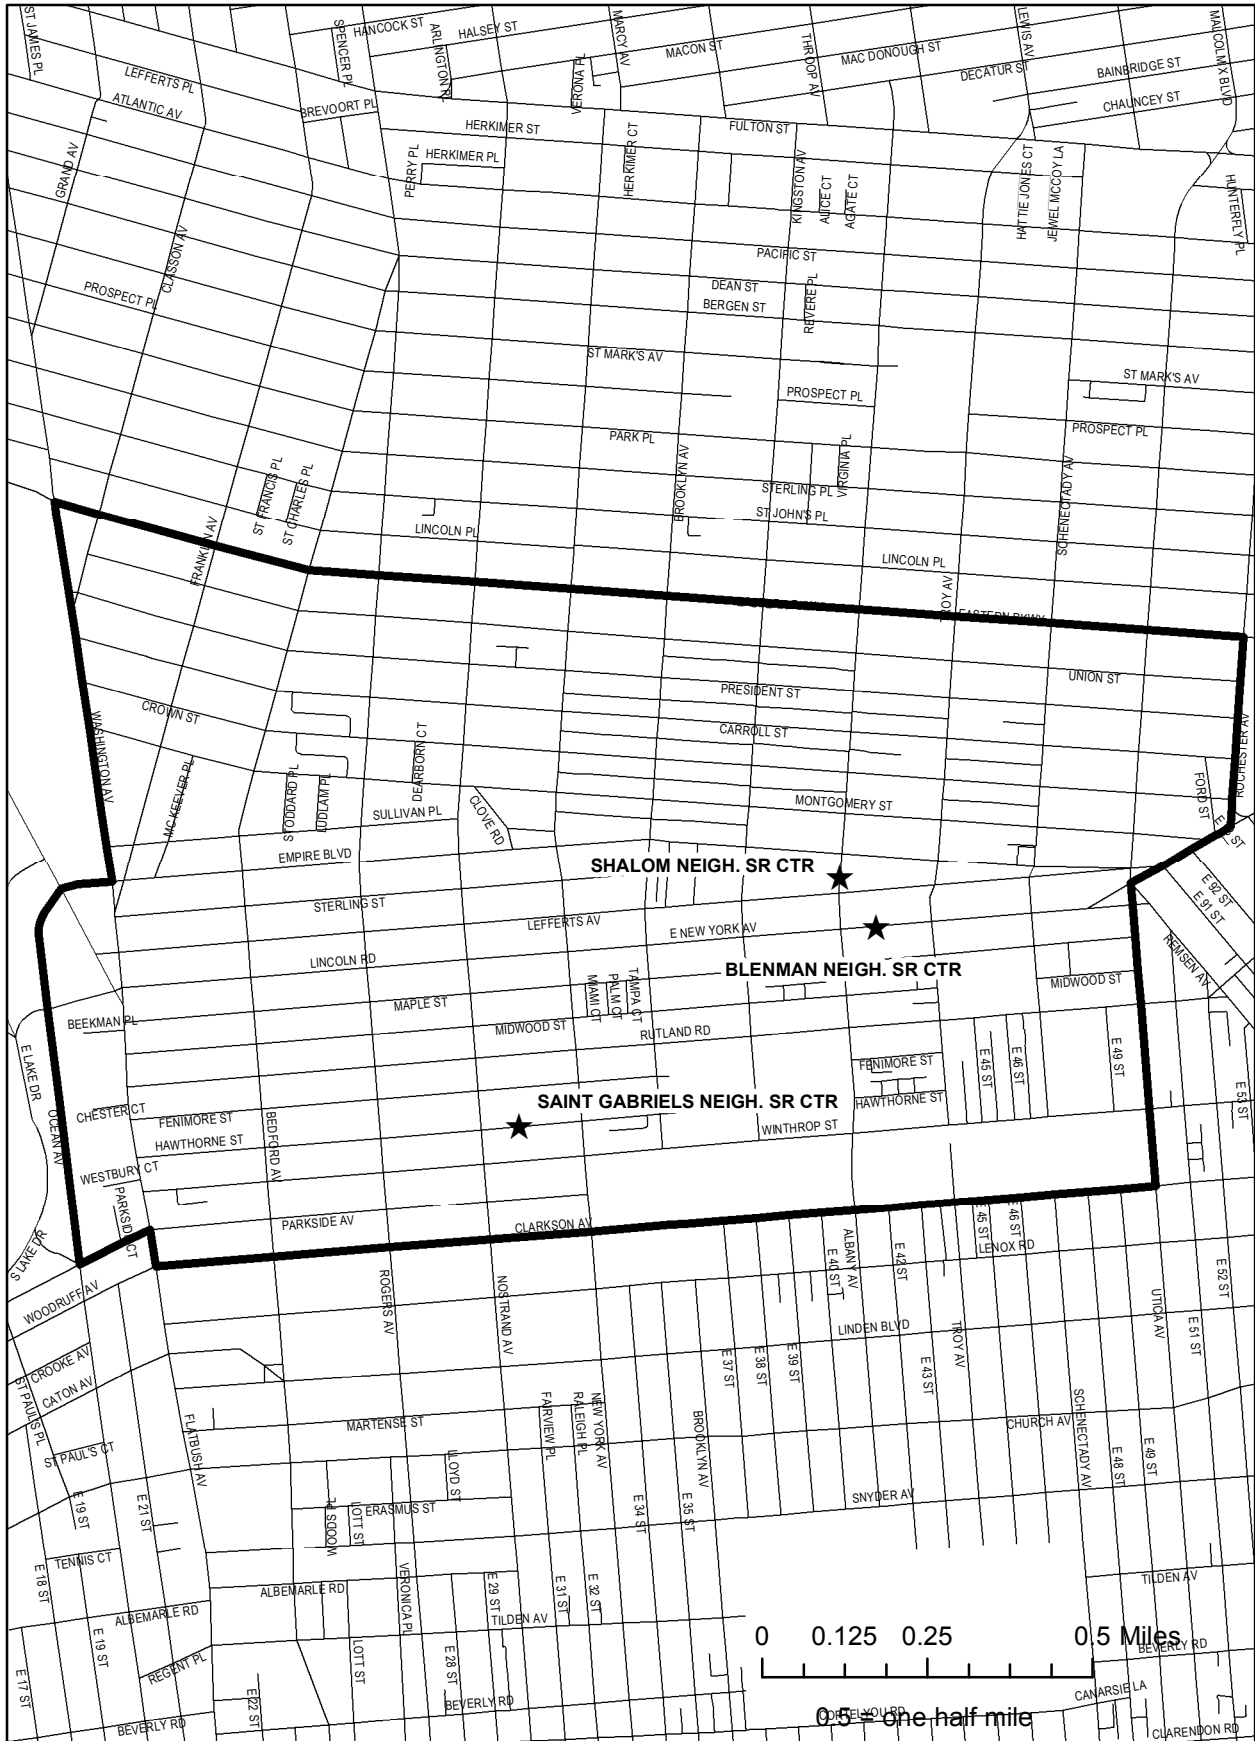 ST JAMES PL
SPENCER PL
HANCOCK ST
ARLINGTON PL
HALSEY ST
MARCY AV
MACON ST
THROOP AV
MAC DONOUGH ST
LEWIS AV
DECATUR ST
BAINBRIDGE ST
MALCOLM X BLVD
CHAUNCEY ST
LEFFERTS PL
ATLANTIC AV
BREVOORT PL
VERONA PL
HERKIMER ST
FULTON ST
GRAND AV
PERRY PL
HERKIMER PL
HERKIMER CT
KINGSTON AV
ALICE CT
AGATE CT
HATTIE JONES CT
JEWEL MCCOY LA
HUNTERFLY PL
CLASSON AV
PACIFIC ST
PROSPECT PL
DEAN ST
BERGEN ST
REVERE PL
ST MARK'S AV
ST MARK'S AV
PROSPECT PL
PARK PL
PROSPECT PL
ST FRANCIS PL
ST CHARLES PL
BROOKLYN AV
VIRGINIA PL
STERLING PL
ST JOHN'S PL
SCHENECTADY AV
FRANKLIN AV
LINCOLN PL
LINCOLN PL
EASTERN PKWY
UNION ST
PRESIDENT ST
CROWN ST
CARROLL ST
WASHINGTON AV
DEARBORN CT
ROCHESTER AV
MC KEEVER PL
STODDARD PL
LUDLAM PL
SULLIVAN PL
CLOVE RD
MONTGOMERY ST
FORD ST
EMPIRE BLVD
SHALOM NEIGH. SR CTR
STERLING ST
LEFFERTS AV
E NEW YORK AV
E 92 ST
E 91 ST
LINCOLN RD
BLENMAN NEIGH. SR CTR
REMSEN AV
MIDWOOD ST
BEEKMAN PL
MAPLE ST
MIDWOOD ST
MIAMI CT
PALM CT
TAMPA CT
RUTLAND RD
E LAKE DR
OCEAN AV
FENIMORE ST
E 45 ST
E 46 ST
E 49 ST
E 53 ST
CHESTER CT
FENIMORE ST
SAINT GABRIELS NEIGH. SR CTR
HAWTHORNE ST
HAWTHORNE ST
BEDFORD AV
WINTHROP ST
WESTBURY CT
PARKSIDE CT
PARKSIDE AV
CLARKSON AV
S LAKE DR
E 40 ST
ALBANY AV
E 42 ST
E 45 ST
E 46 ST
LENOX RD
WOODRUFF AV
ROGERS AV
NOSTRAND AV
LINDEN BLVD
TROY AV
UTICA AV
E 51 ST
E 52 ST
CROOKE AV
CATON AV
ST PAUL'S PL
E 37 ST
E 38 ST
E 39 ST
E 43 ST
FLATBUSH AV
MARTENSE ST
FAIRVIEW PL
RALEIGH PL
NEW YORK AV
BROOKLYN AV
SCHENECTADY AV
CHURCH AV
ST PAUL'S CT
LLOYD ST
E 48 ST
E 49 ST
E 19 ST
E 21 ST
WOODS PL
LOTT ST
ERASMUS ST
E 34 ST
E 35 ST
SNYDER AV
TENNIS CT
E 18 ST
ALBEMARLE RD
VERONICA PL
E 29 ST
E 31 ST
E 32 ST
TILDEN AV
ALBEMARLE RD
TILDEN AV
E 19 ST
REGENT PL
LOTT ST
E 28 ST
0 0.125 0.25 0.5 Miles
BEVERLY RD
E 17 ST
E 22 ST
BEVERLY RD
BEVERLY RD
CANARSIE LA
CORTELYOU RD
0.5 = one half mile
CLARENDON RD